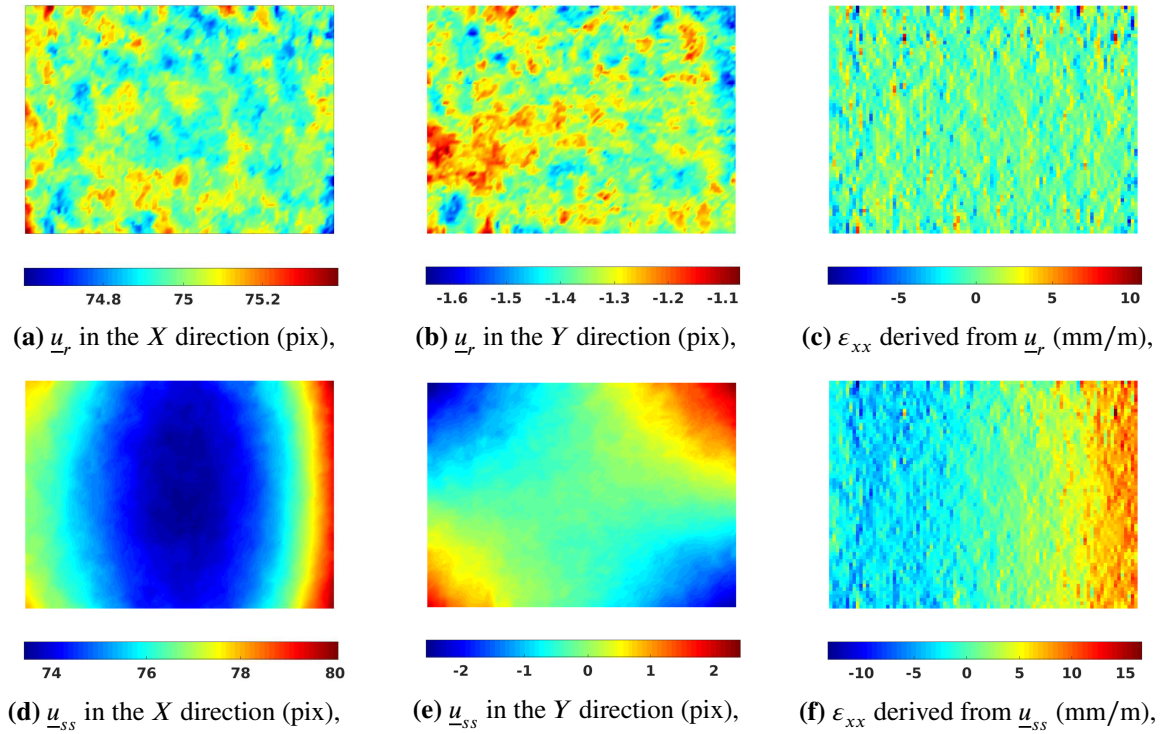 74.8 75 75.2
-1.6 -1.5 -1.4 -1.3 -1.2 -1.1
-5 0 5 10
(a) u_r in the X direction (pix),
(b) u_r in the Y direction (pix),
(c) ε_xx derived from u_r (mm/m),
74 76 78 80
-2 -1 0 1 2
-10 -5 0 5 10 15
(d) u_ss in the X direction (pix),
(e) u_ss in the Y direction (pix),
(f) ε_xx derived from u_ss (mm/m),